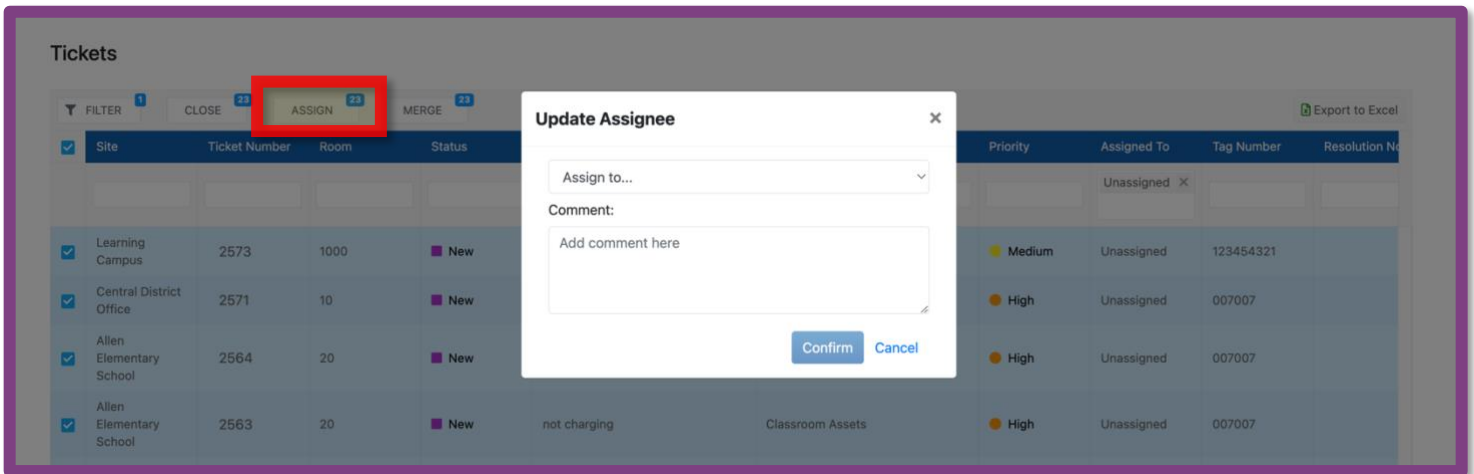 Tickets
FILTER 1 CLOSE 23 ASSIGN 23 MERGE 23 Export to Excel
Update Assignee ×
Site Ticket Number Room Status Priority Assigned To Tag Number Resolution No
Assign to...
Unassigned ×
Comment:
Add comment here
Learning Campus 2573 1000 New Medium Unassigned 123454321
Central District Office 2571 10 New High Unassigned 007007
Allen Elementary School 2564 20 New High Unassigned 007007
Confirm Cancel
Allen Elementary School 2563 20 New not charging Classroom Assets High Unassigned 007007